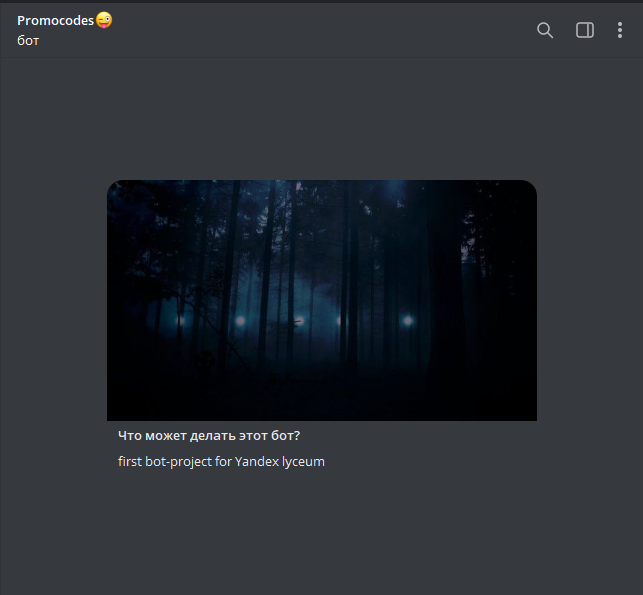 Promocodes😜
бот
Что может делать этот бот?
first bot-project for Yandex lyceum